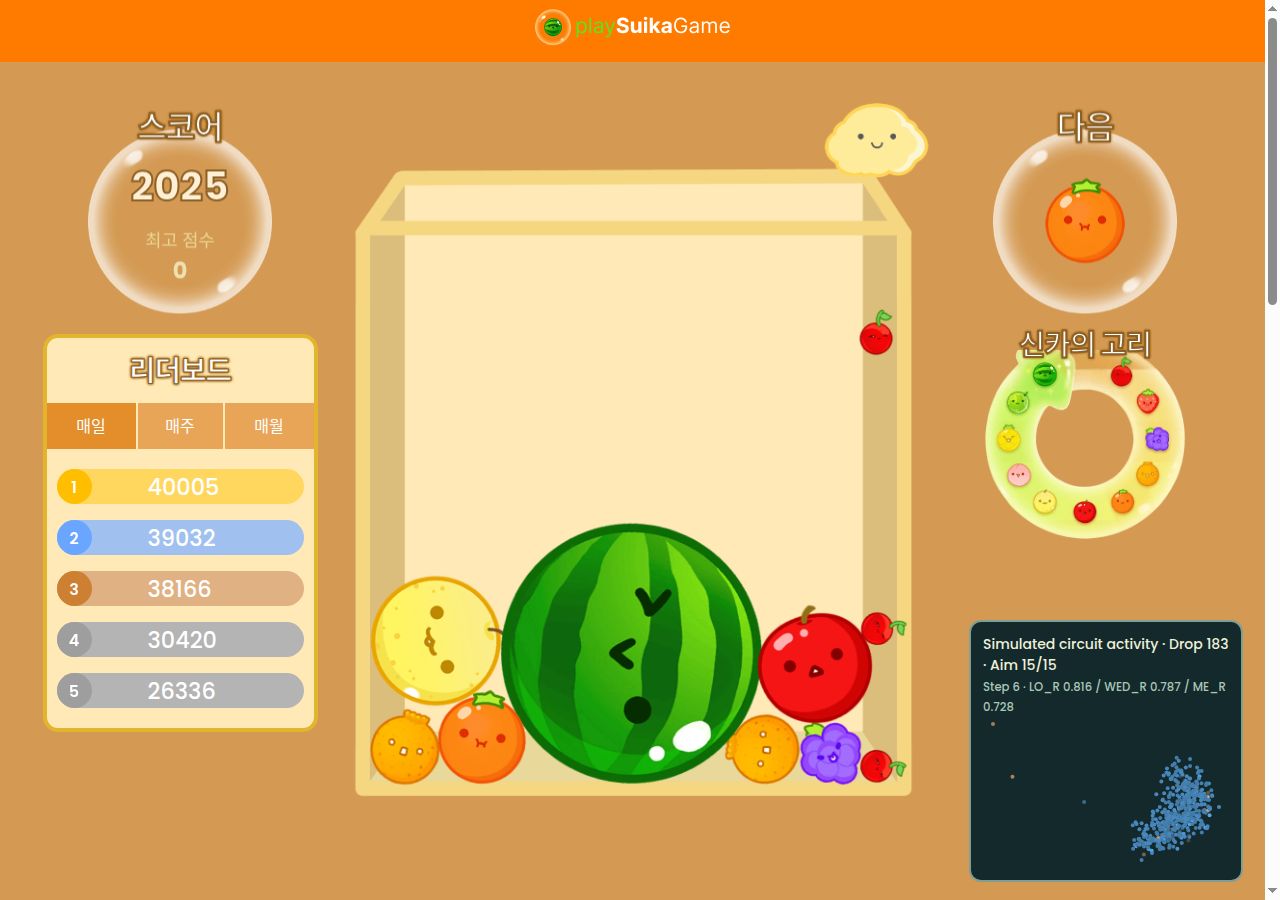 playSuikaGame
스코어
2025
최고 점수
0
리더보드
매일 매주 매월
1 40005
2 39032
3 38166
4 30420
5 26336
다음
신카의 고리
Simulated circuit activity · Drop 183
· Aim 15/15
Step 6 · LO_R 0.816 / WED_R 0.787 / ME_R
0.728